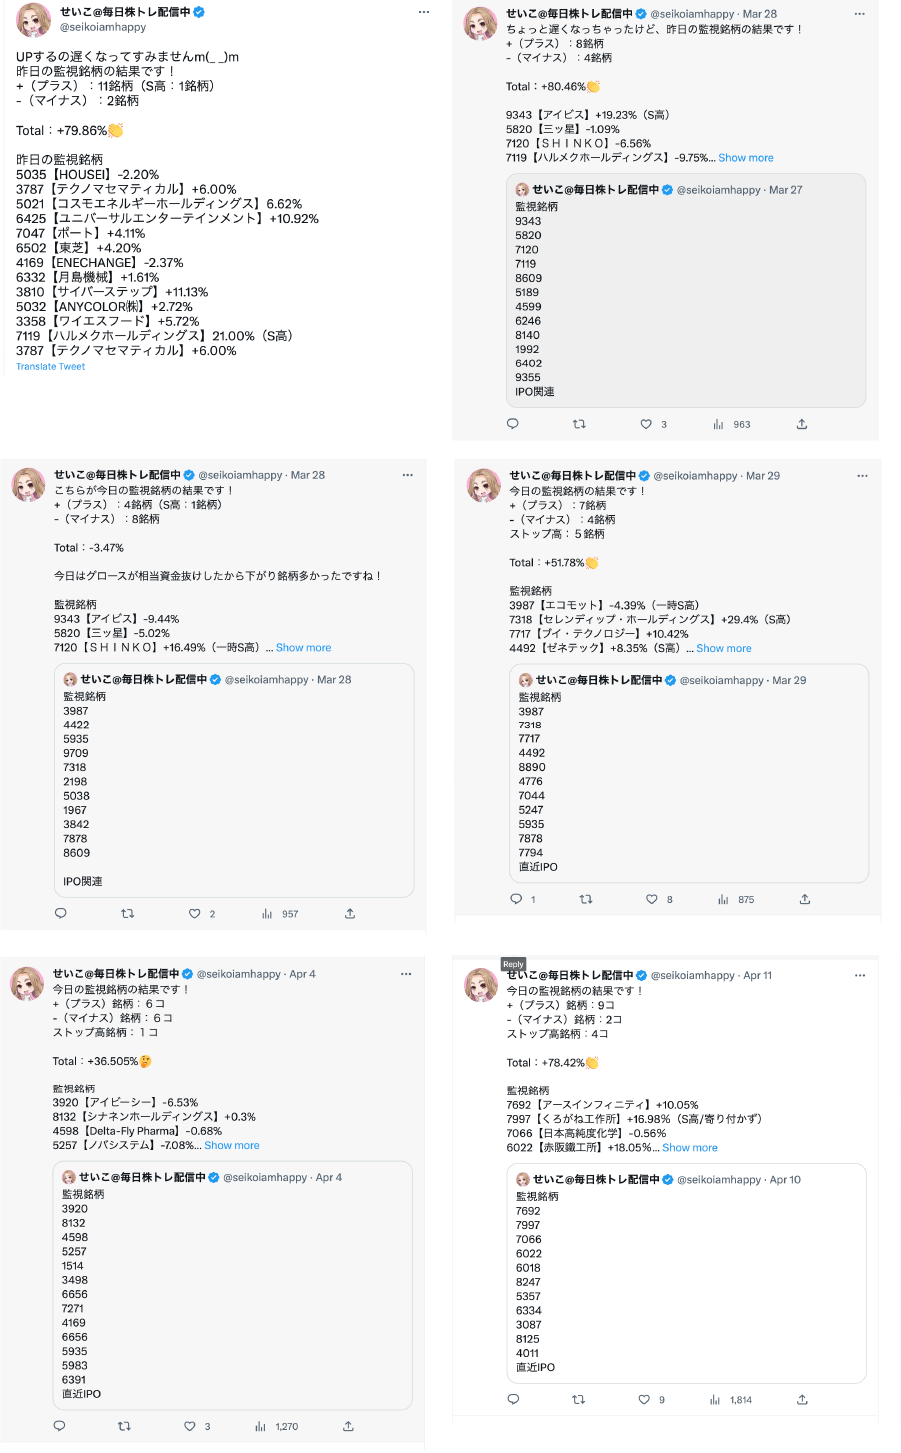 せいこ@毎日株トレ配信中
@seikoiamhappy
UPするの遅くなってすみませんm(_ _)m
昨日の監視銘柄の結果です！
+（プラス）：11銘柄（S高：1銘柄）
-（マイナス）：2銘柄
Total：+79.86%👏
昨日の監視銘柄
5035【HOUSEI】-2.20%
3787【テクノマセマティカル】+6.00%
5021【コスモエネルギーホールディングス】6.62%
6425【ユニバーサルエンターテインメント】+10.92%
7047【ポート】+4.11%
6502【東芝】+4.20%
4169【ENECHANGE】-2.37%
6332【月島機械】+1.61%
3810【サイバーステップ】+11.13%
5032【ANYCOLOR㈱】+2.72%
3358【ワイエスフード】+5.72%
7119【ハルメクホールディングス】21.00%（S高）
3787【テクノマセマティカル】+6.00%
Translate Tweet
せいこ@毎日株トレ配信中 @seikoiamhappy · Mar 28
ちょっと遅くなっちゃったけど、昨日の監視銘柄の結果です！
+（プラス）：8銘柄
-（マイナス）：4銘柄
Total：+80.46%👏
9343【アイビス】+19.23%（S高）
5820【三ッ星】-1.09%
7120【ＳＨＩＮＫＯ】-6.56%
7119【ハルメクホールディングス】-9.75%... Show more
せいこ@毎日株トレ配信中 @seikoiamhappy · Mar 27
監視銘柄
9343
5820
7120
7119
8609
5189
4599
6246
8140
1992
6402
9355
IPO関連
3 963
せいこ@毎日株トレ配信中 @seikoiamhappy · Mar 28
こちらが今日の監視銘柄の結果です！
+（プラス）：4銘柄（S高：1銘柄）
-（マイナス）：8銘柄
Total：-3.47%
今日はグロースが相当資金抜けしたから下がり銘柄多かったですね！
監視銘柄
9343【アイビス】-9.44%
5820【三ッ星】-5.02%
7120【ＳＨＩＮＫＯ】+16.49%（一時S高）... Show more
せいこ@毎日株トレ配信中 @seikoiamhappy · Mar 28
監視銘柄
3987
4422
5935
9709
7318
2198
5038
1967
3842
7878
8609
IPO関連
2 957
せいこ@毎日株トレ配信中 @seikoiamhappy · Mar 29
今日の監視銘柄の結果です！
+（プラス）：7銘柄
-（マイナス）：4銘柄
ストップ高：５銘柄
Total：+51.78%👏
監視銘柄
3987【エコモット】-4.39%（一時S高）
7318【セレンディップ・ホールディングス】+29.4%（S高）
7717【ブイ・テクノロジー】+10.42%
4492【ゼネテック】+8.35%（S高）... Show more
せいこ@毎日株トレ配信中 @seikoiamhappy · Mar 29
監視銘柄
3987
7318
7717
4492
8890
4776
7044
5247
5935
7878
7794
直近IPO
1 8 875
せいこ@毎日株トレ配信中 @seikoiamhappy · Apr 4
今日の監視銘柄の結果です！
+（プラス）銘柄：６コ
-（マイナス）銘柄：６コ
ストップ高銘柄：１コ
Total：+36.505%🤔
監視銘柄
3920【アイビーシー】-6.53%
8132【シナネンホールディングス】+0.3%
4598【Delta-Fly Pharma】-0.68%
5257【ノバシステム】-7.08%... Show more
せいこ@毎日株トレ配信中 @seikoiamhappy · Apr 4
監視銘柄
3920
8132
4598
5257
1514
3498
6656
7271
4169
6656
5935
5983
6391
直近IPO
3 1,270
Reply
せいこ@毎日株トレ配信中 @seikoiamhappy · Apr 11
今日の監視銘柄の結果です！
+（プラス）銘柄：9コ
-（マイナス）銘柄：2コ
ストップ高銘柄：4コ
Total：+78.42%👏
監視銘柄
7692【アースインフィニティ】+10.05%
7997【くろがね工作所】+16.98%（S高/寄り付かず）
7066【日本高純度化学】-0.56%
6022【赤阪鐵工所】+18.05%... Show more
せいこ@毎日株トレ配信中 @seikoiamhappy · Apr 10
監視銘柄
7692
7997
7066
6022
6018
8247
5357
6334
3087
8125
4011
直近IPO
9 1,814